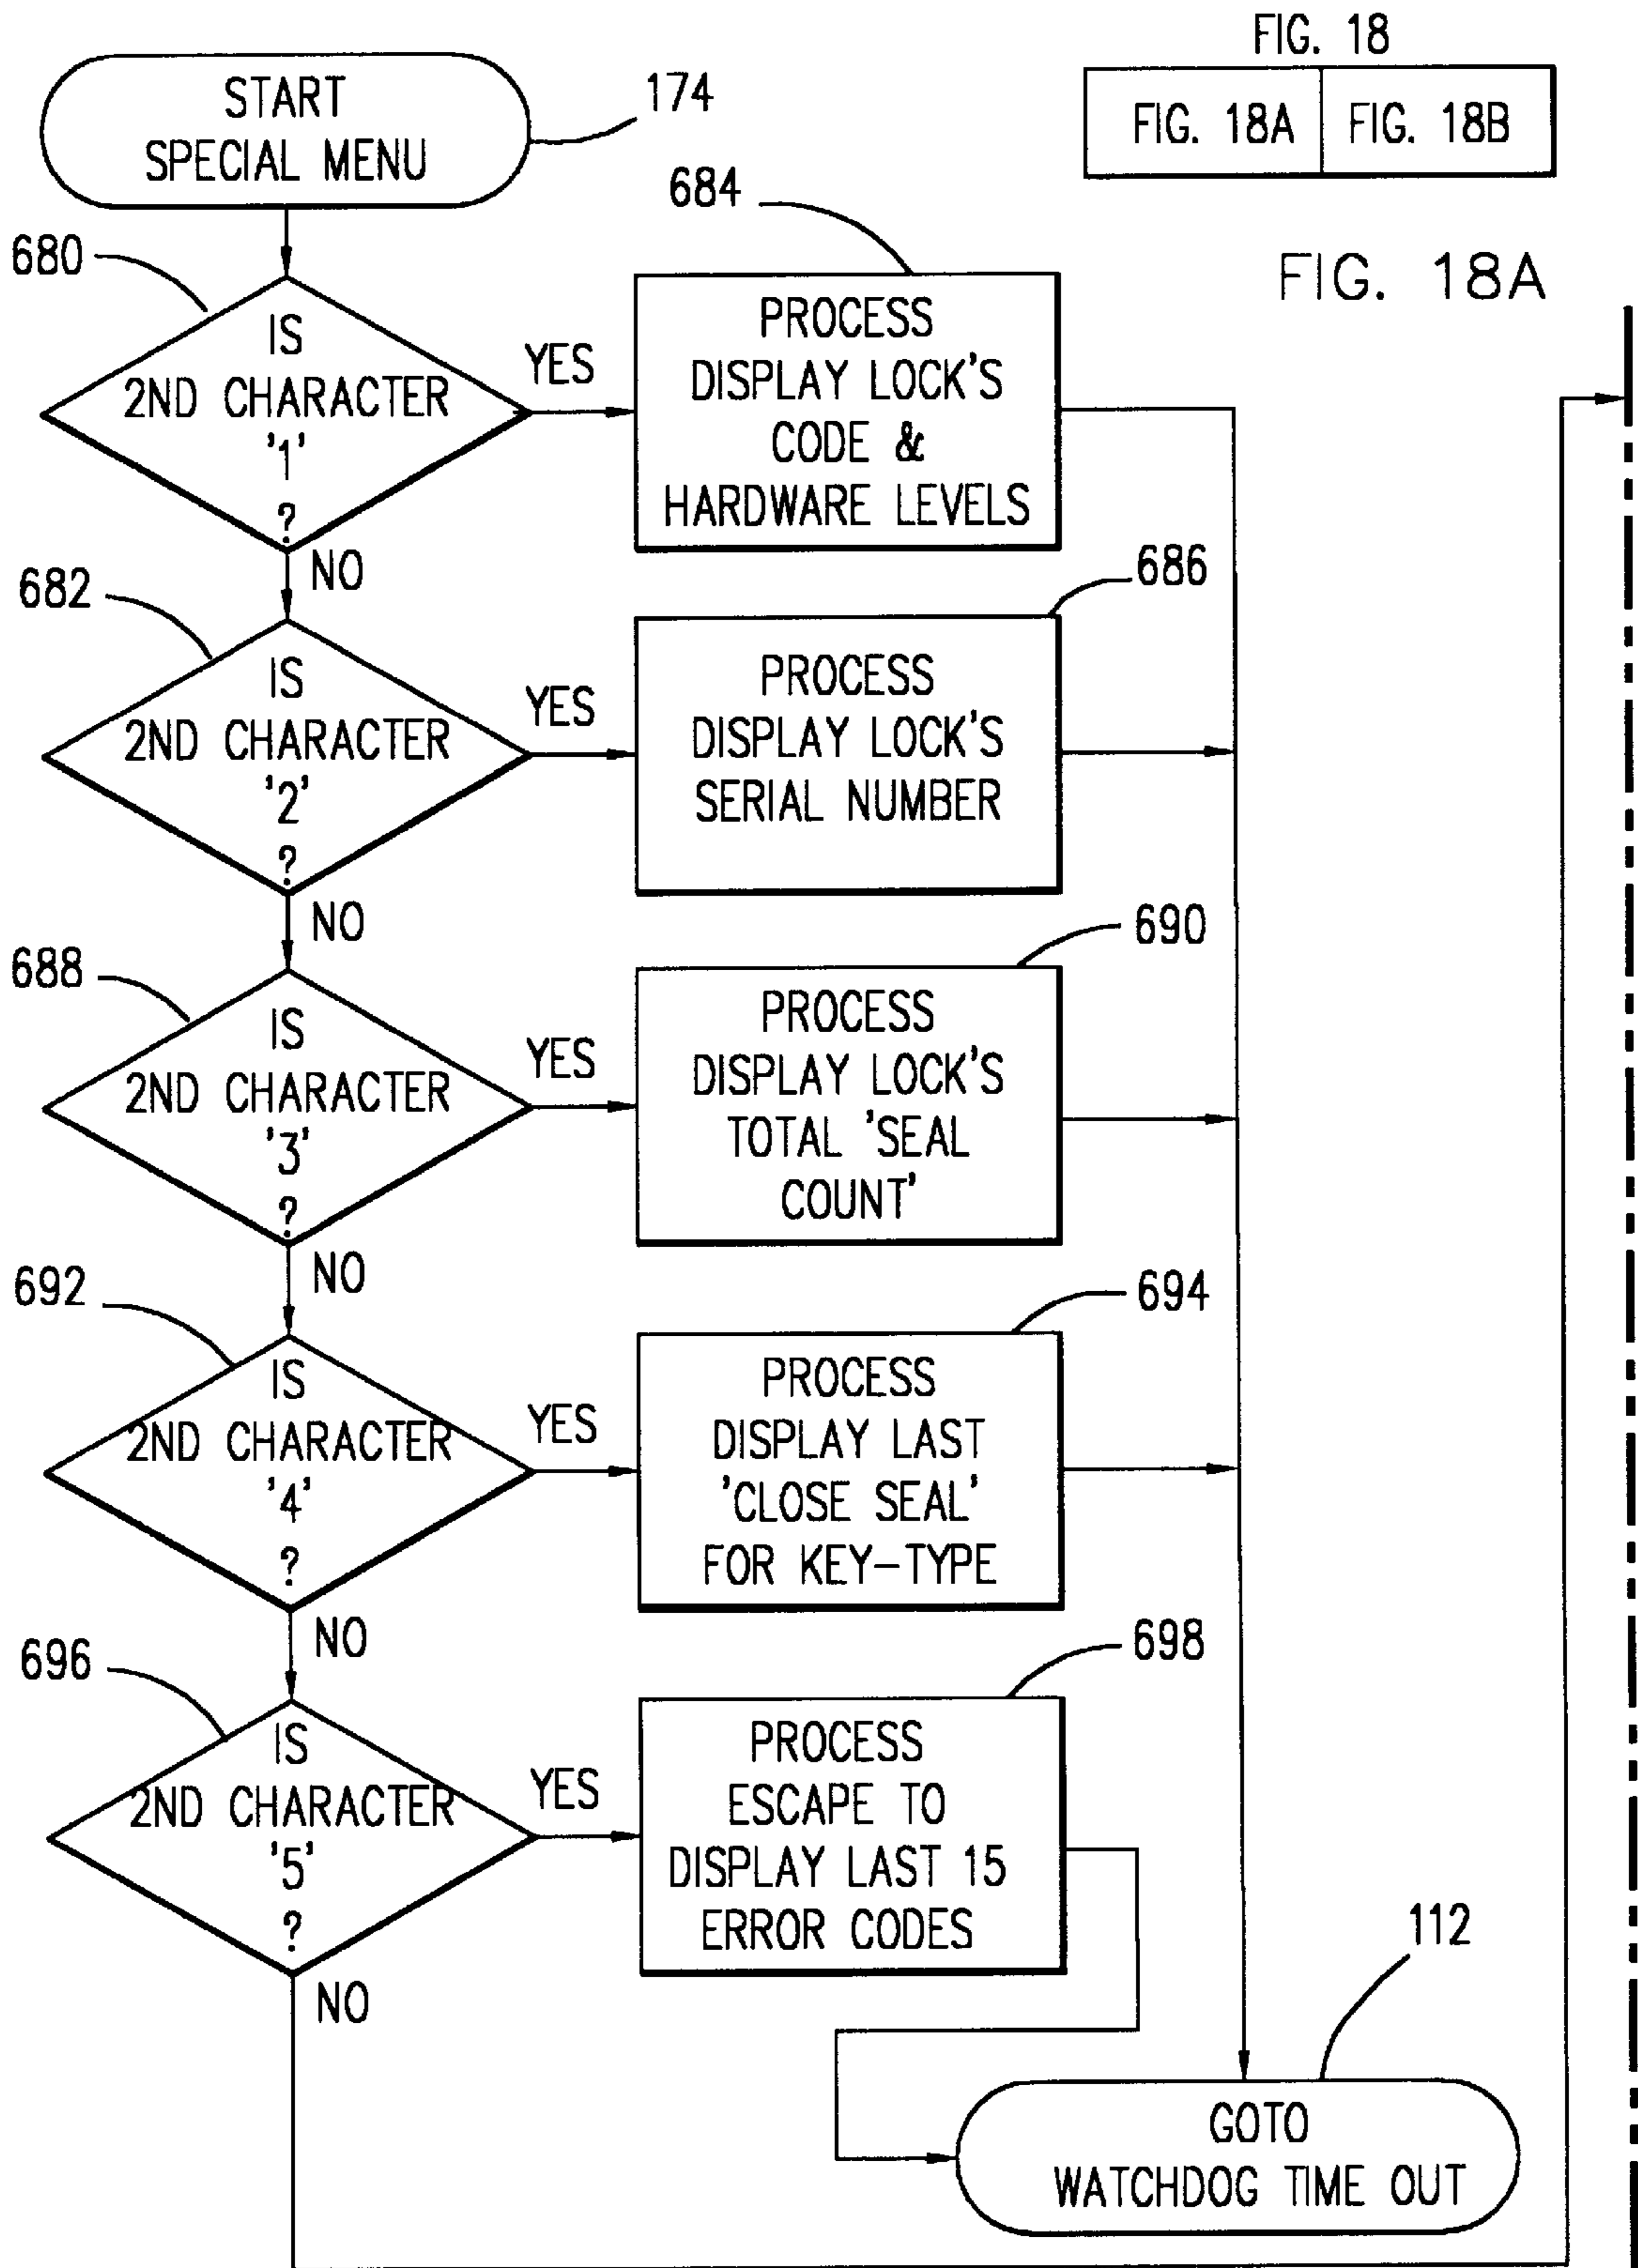 FIG. 18
FIG. 18A
FIG. 18B
FIG. 18A
START
SPECIAL MENU
174
680
IS
2ND CHARACTER
'1'
?
YES
NO
684
PROCESS
DISPLAY LOCK'S
CODE &
HARDWARE LEVELS
682
IS
2ND CHARACTER
'2'
?
YES
NO
686
PROCESS
DISPLAY LOCK'S
SERIAL NUMBER
688
IS
2ND CHARACTER
'3'
?
YES
NO
690
PROCESS
DISPLAY LOCK'S
TOTAL 'SEAL
COUNT'
692
IS
2ND CHARACTER
'4'
?
YES
NO
694
PROCESS
DISPLAY LAST
'CLOSE SEAL'
FOR KEY-TYPE
696
IS
2ND CHARACTER
'5'
?
YES
NO
698
PROCESS
ESCAPE TO
DISPLAY LAST 15
ERROR CODES
112
GOTO
WATCHDOG TIME OUT